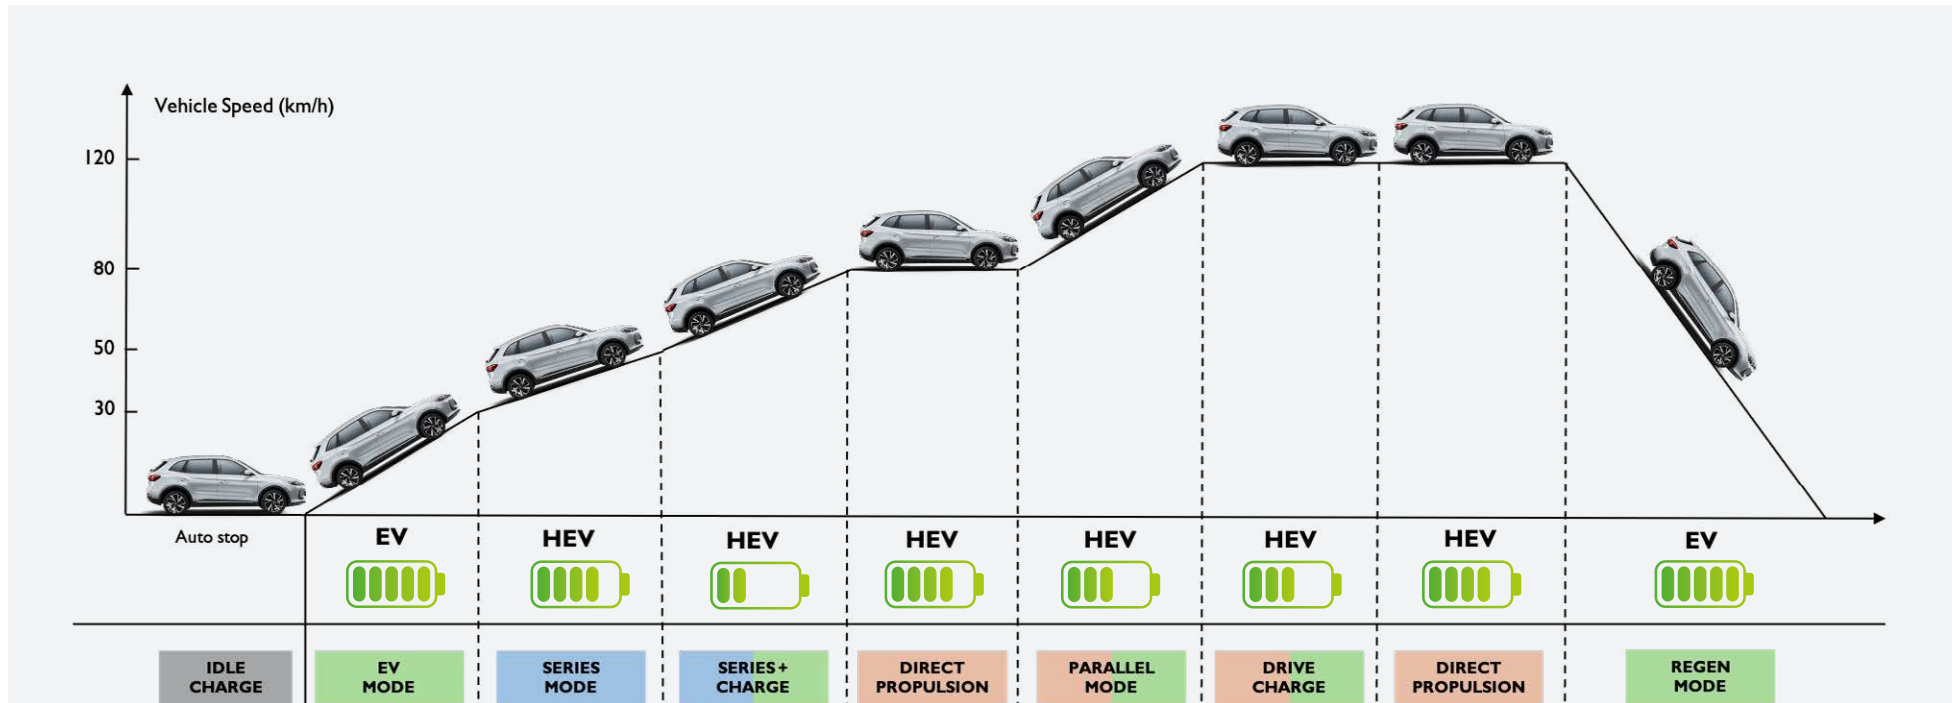 Vehicle Speed (km/h)
120
80
50
30
Auto stop
EV
HEV
HEV
HEV
HEV
HEV
HEV
EV
IDLE
CHARGE
EV
MODE
SERIES
MODE
SERIES +
CHARGE
DIRECT
PROPULSION
PARALLEL
MODE
DRIVE
CHARGE
DIRECT
PROPULSION
REGEN
MODE